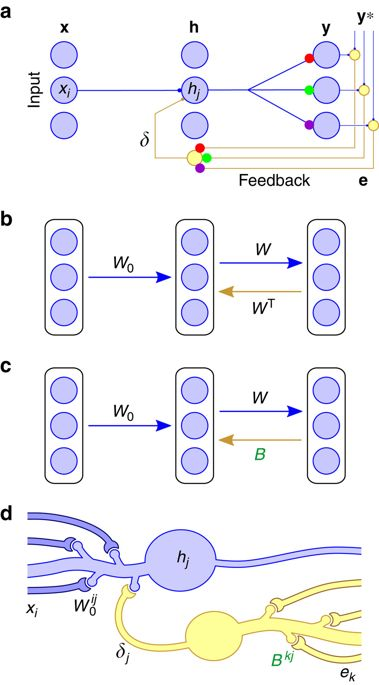 a
x h y y*
Input
x_i h_j
δ
Feedback e
b
W_0 W
W^T
c
W_0 W
B
d
h_j
x_i W_0^{ij}
δ_j B^{kj} e_k